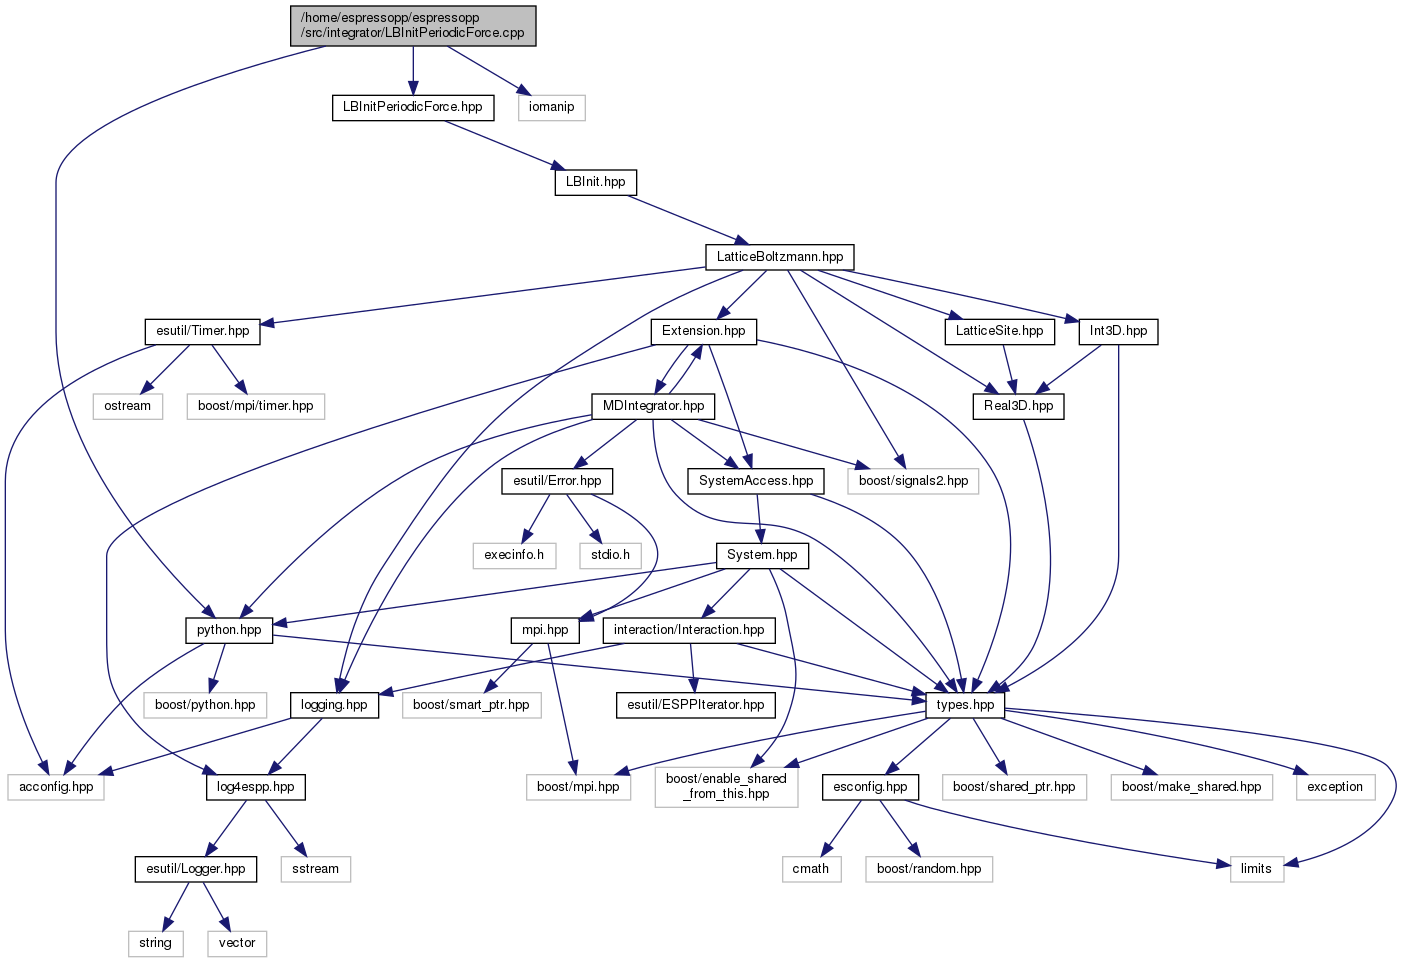 /home/espressopp/espressopp
/src/integrator/LBInitPeriodicForce.cpp
LBInitPeriodicForce.hpp
iomanip
LBInit.hpp
LatticeBoltzmann.hpp
esutil/Timer.hpp
Extension.hpp
LatticeSite.hpp
Int3D.hpp
ostream
boost/mpi/timer.hpp
MDIntegrator.hpp
Real3D.hpp
esutil/Error.hpp
SystemAccess.hpp
boost/signals2.hpp
execinfo.h
stdio.h
System.hpp
python.hpp
mpi.hpp
interaction/Interaction.hpp
boost/python.hpp
logging.hpp
boost/smart_ptr.hpp
esutil/ESPPIterator.hpp
types.hpp
acconfig.hpp
log4espp.hpp
boost/mpi.hpp
boost/enable_shared
_from_this.hpp
esconfig.hpp
boost/shared_ptr.hpp
boost/make_shared.hpp
exception
esutil/Logger.hpp
sstream
cmath
boost/random.hpp
limits
string
vector